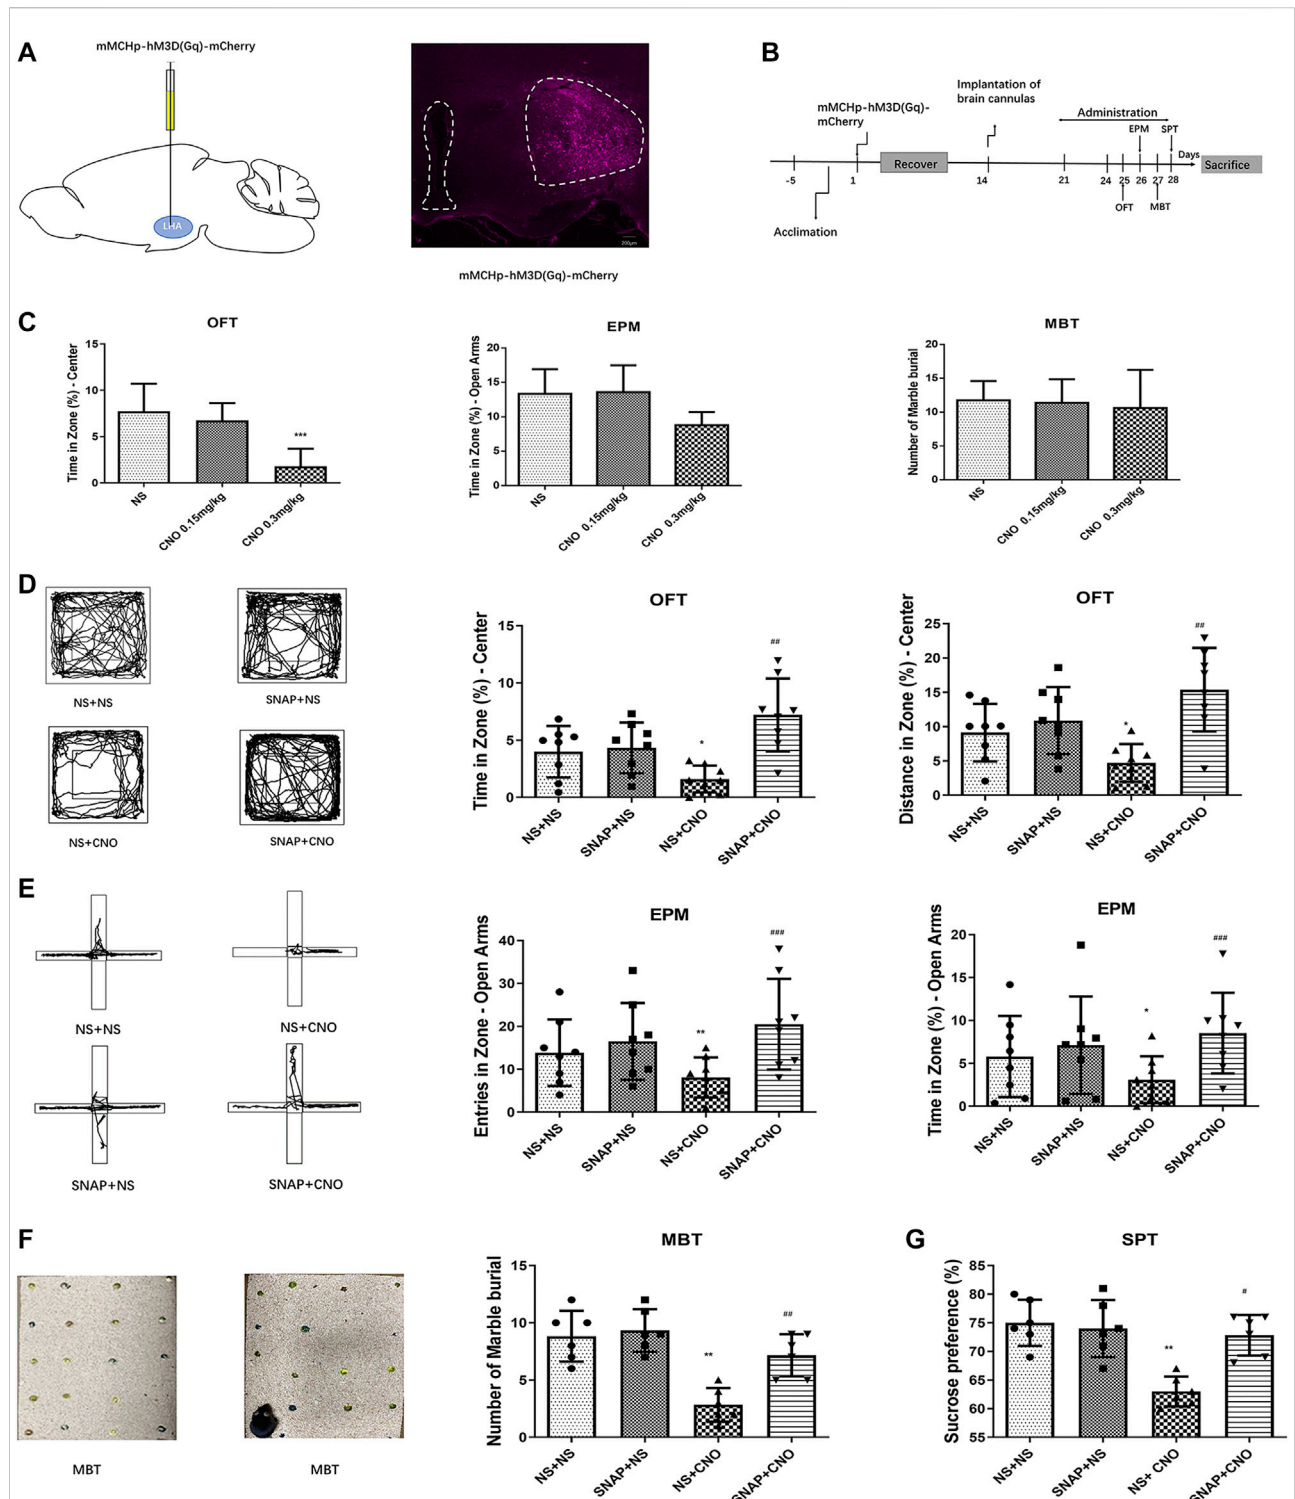 A
mMCHp-hM3D(Gq)-mCherry
LHA
200μm
mMCHp-hM3D(Gq)-mCherry
B
mMCHp-hM3D(Gq)-
mCherry
Implantation of
brain cannulas
Administration
EPM
SPT
Days
Recover
Sacrifice
-5
1
14
21
24
25
26
27
28
OFT
MBT
Acclimation
C
OFT
Time in Zone (%) - Center
15
10
5
0
***
NS
CNO 0.15mg/kg
CNO 0.3mg/kg
EPM
Time in Zone (%) - Open Arms
20
15
10
5
0
NS
CNO 0.15mg/kg
CNO 0.3mg/kg
MBT
Number of Marble burial
20
15
10
5
0
NS
CNO 0.15mg/kg
CNO 0.3mg/kg
D
NS+NS
SNAP+NS
NS+CNO
SNAP+CNO
OFT
Time in Zone (%) - Center
15
10
5
0
*
##
NS+NS
SNAP+NS
NS+CNO
SNAP+CNO
OFT
Distance in Zone (%) - Center
25
20
15
10
5
0
*
##
NS+NS
SNAP+NS
NS+CNO
SNAP+CNO
E
NS+NS
NS+CNO
SNAP+NS
SNAP+CNO
EPM
Entries in Zone - Open Arms
40
30
20
10
0
**
###
NS+NS
SNAP+NS
NS+CNO
SNAP+CNO
EPM
Time in Zone (%) - Open Arms
20
15
10
5
0
*
###
NS+NS
SNAP+NS
NS+CNO
SNAP+CNO
F
MBT
MBT
MBT
Number of Marble burial
15
10
5
0
**
##
NS+NS
SNAP+NS
NS+CNO
SNAP+CNO
G
SPT
Sucrose preference (%)
85
80
75
70
65
60
55
**
#
NS+NS
SNAP+NS
NS+ CNO
SNAP+CNO